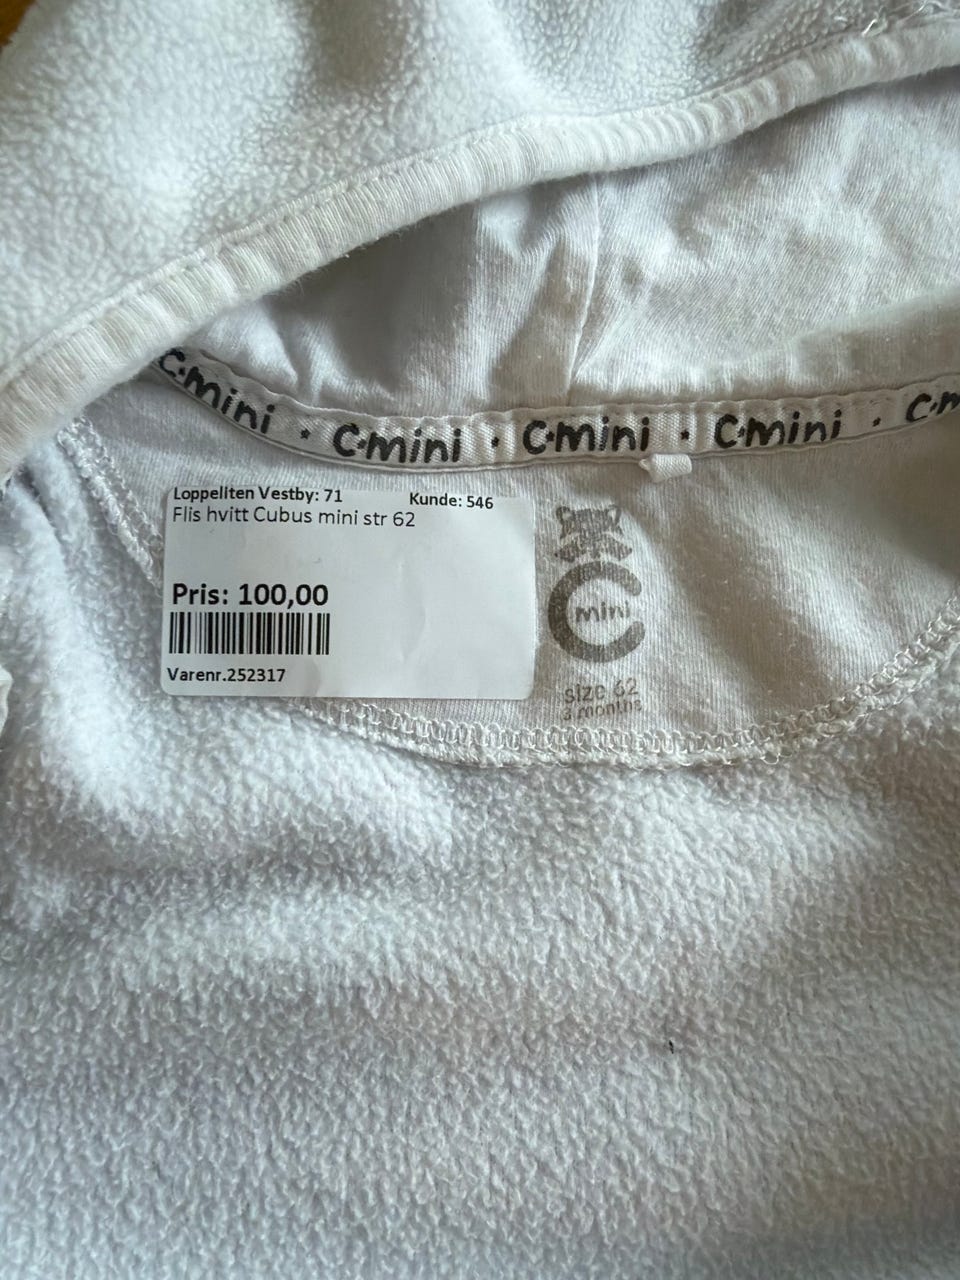 C·mini · C·mini · C·mini · C·mini · C·m
Loppeliten Vestby: 71 Kunde: 546
Flis hvitt Cubus mini str 62
Pris: 100,00
Varenr.252317
mini
size 62
3 months